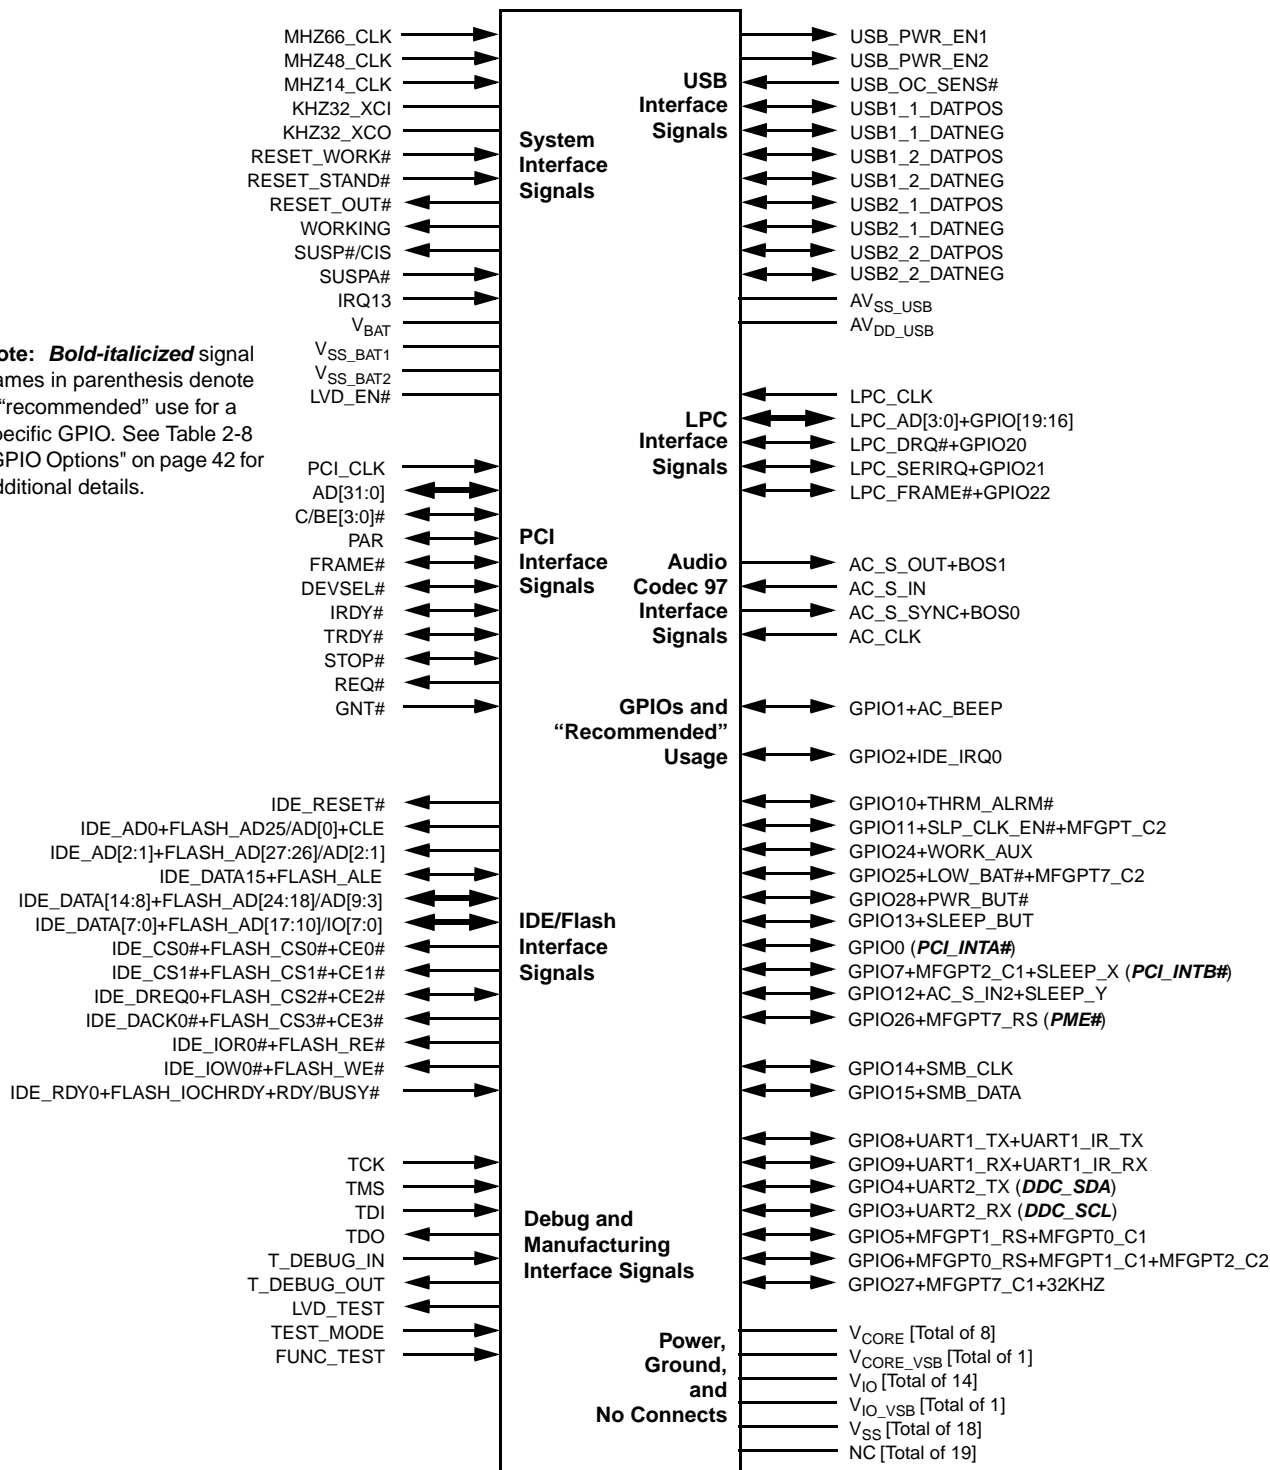 MHZ66_CLK
MHZ48_CLK
MHZ14_CLK
KHZ32_XCI
KHZ32_XCO
RESET_WORK#
RESET_STAND#
RESET_OUT#
WORKING
SUSP#/CIS
SUSPA#
IRQ13
VBAT
VSS_BAT1
VSS_BAT2
LVD_EN#
System
Interface
Signals
ote: Bold-italicized signal
ames in parenthesis denote
"recommended" use for a
pecific GPIO. See Table 2-8
GPIO Options" on page 42 for
dditional details.
PCI_CLK
AD[31:0]
C/BE[3:0]#
PAR
FRAME#
DEVSEL#
IRDY#
TRDY#
STOP#
REQ#
GNT#
PCI
Interface
Signals
IDE_RESET#
IDE_AD0+FLASH_AD25/AD[0]+CLE
IDE_AD[2:1]+FLASH_AD[27:26]/AD[2:1]
IDE_DATA15+FLASH_ALE
IDE_DATA[14:8]+FLASH_AD[24:18]/AD[9:3]
IDE_DATA[7:0]+FLASH_AD[17:10]/IO[7:0]
IDE_CS0#+FLASH_CS0#+CE0#
IDE_CS1#+FLASH_CS1#+CE1#
IDE_DREQ0+FLASH_CS2#+CE2#
IDE_DACK0#+FLASH_CS3#+CE3#
IDE_IOR0#+FLASH_RE#
IDE_IOW0#+FLASH_WE#
IDE_RDY0+FLASH_IOCHRDY+RDY/BUSY#
IDE/Flash
Interface
Signals
TCK
TMS
TDI
TDO
T_DEBUG_IN
T_DEBUG_OUT
LVD_TEST
TEST_MODE
FUNC_TEST
Debug and
Manufacturing
Interface Signals
USB
Interface
Signals
USB_PWR_EN1
USB_PWR_EN2
USB_OC_SENS#
USB1_1_DATPOS
USB1_1_DATNEG
USB1_2_DATPOS
USB1_2_DATNEG
USB2_1_DATPOS
USB2_1_DATNEG
USB2_2_DATPOS
USB2_2_DATNEG
AVSS_USB
AVDD_USB
LPC
Interface
Signals
LPC_CLK
LPC_AD[3:0]+GPIO[19:16]
LPC_DRQ#+GPIO20
LPC_SERIRQ+GPIO21
LPC_FRAME#+GPIO22
Audio
Codec 97
Interface
Signals
AC_S_OUT+BOS1
AC_S_IN
AC_S_SYNC+BOS0
AC_CLK
GPIOs and
“Recommended”
Usage
GPIO1+AC_BEEP
GPIO2+IDE_IRQ0
GPIO10+THRM_ALRM#
GPIO11+SLP_CLK_EN#+MFGPT_C2
GPIO24+WORK_AUX
GPIO25+LOW_BAT#+MFGPT7_C2
GPIO28+PWR_BUT#
GPIO13+SLEEP_BUT
GPIO0 (PCI_INTA#)
GPIO7+MFGPT2_C1+SLEEP_X (PCI_INTB#)
GPIO12+AC_S_IN2+SLEEP_Y
GPIO26+MFGPT7_RS (PME#)
GPIO14+SMB_CLK
GPIO15+SMB_DATA
GPIO8+UART1_TX+UART1_IR_TX
GPIO9+UART1_RX+UART1_IR_RX
GPIO4+UART2_TX (DDC_SDA)
GPIO3+UART2_RX (DDC_SCL)
GPIO5+MFGPT1_RS+MFGPT0_C1
GPIO6+MFGPT0_RS+MFGPT1_C1+MFGPT2_C2
GPIO27+MFGPT7_C1+32KHZ
Power,
Ground,
and
No Connects
VCORE [Total of 8]
VCORE_VSB [Total of 1]
VIO [Total of 14]
VIO_VSB [Total of 1]
VSS [Total of 18]
NC [Total of 19]